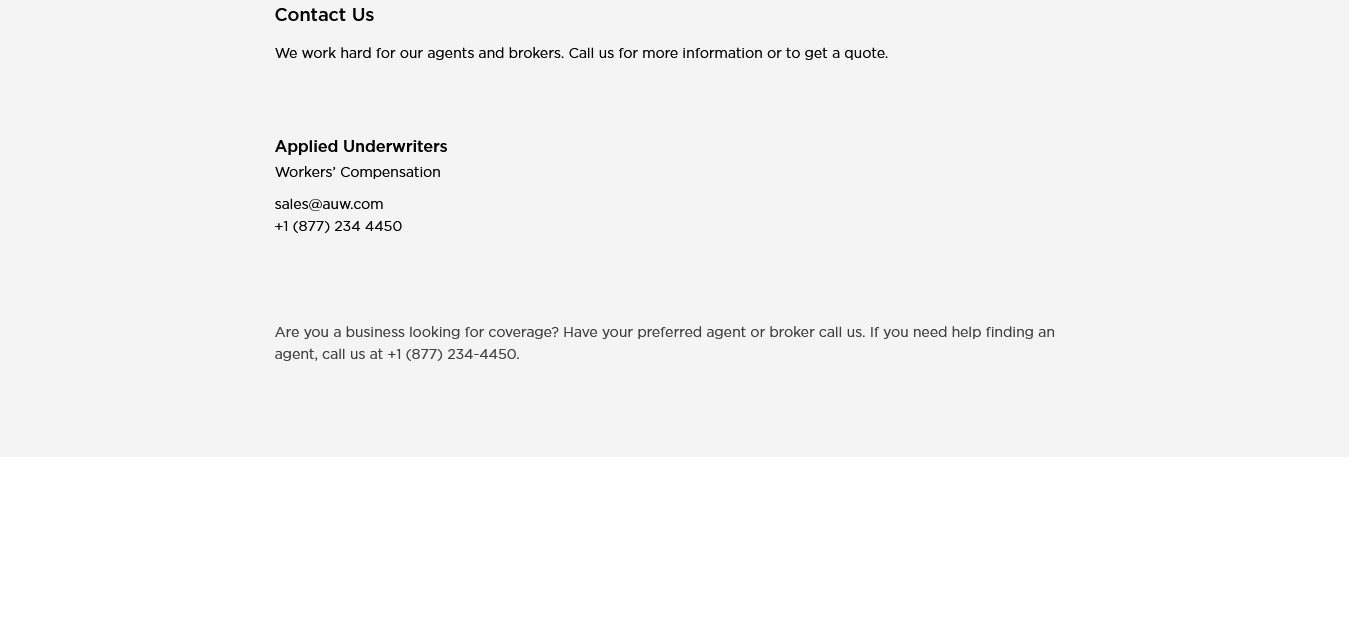 Contact Us
We work hard for our agents and brokers. Call us for more information or to get a quote.
Applied Underwriters
Workers’ Compensation
sales@auw.com
+1 (877) 234 4450
Are you a business looking for coverage? Have your preferred agent or broker call us. If you need help finding an
agent, call us at +1 (877) 234-4450.